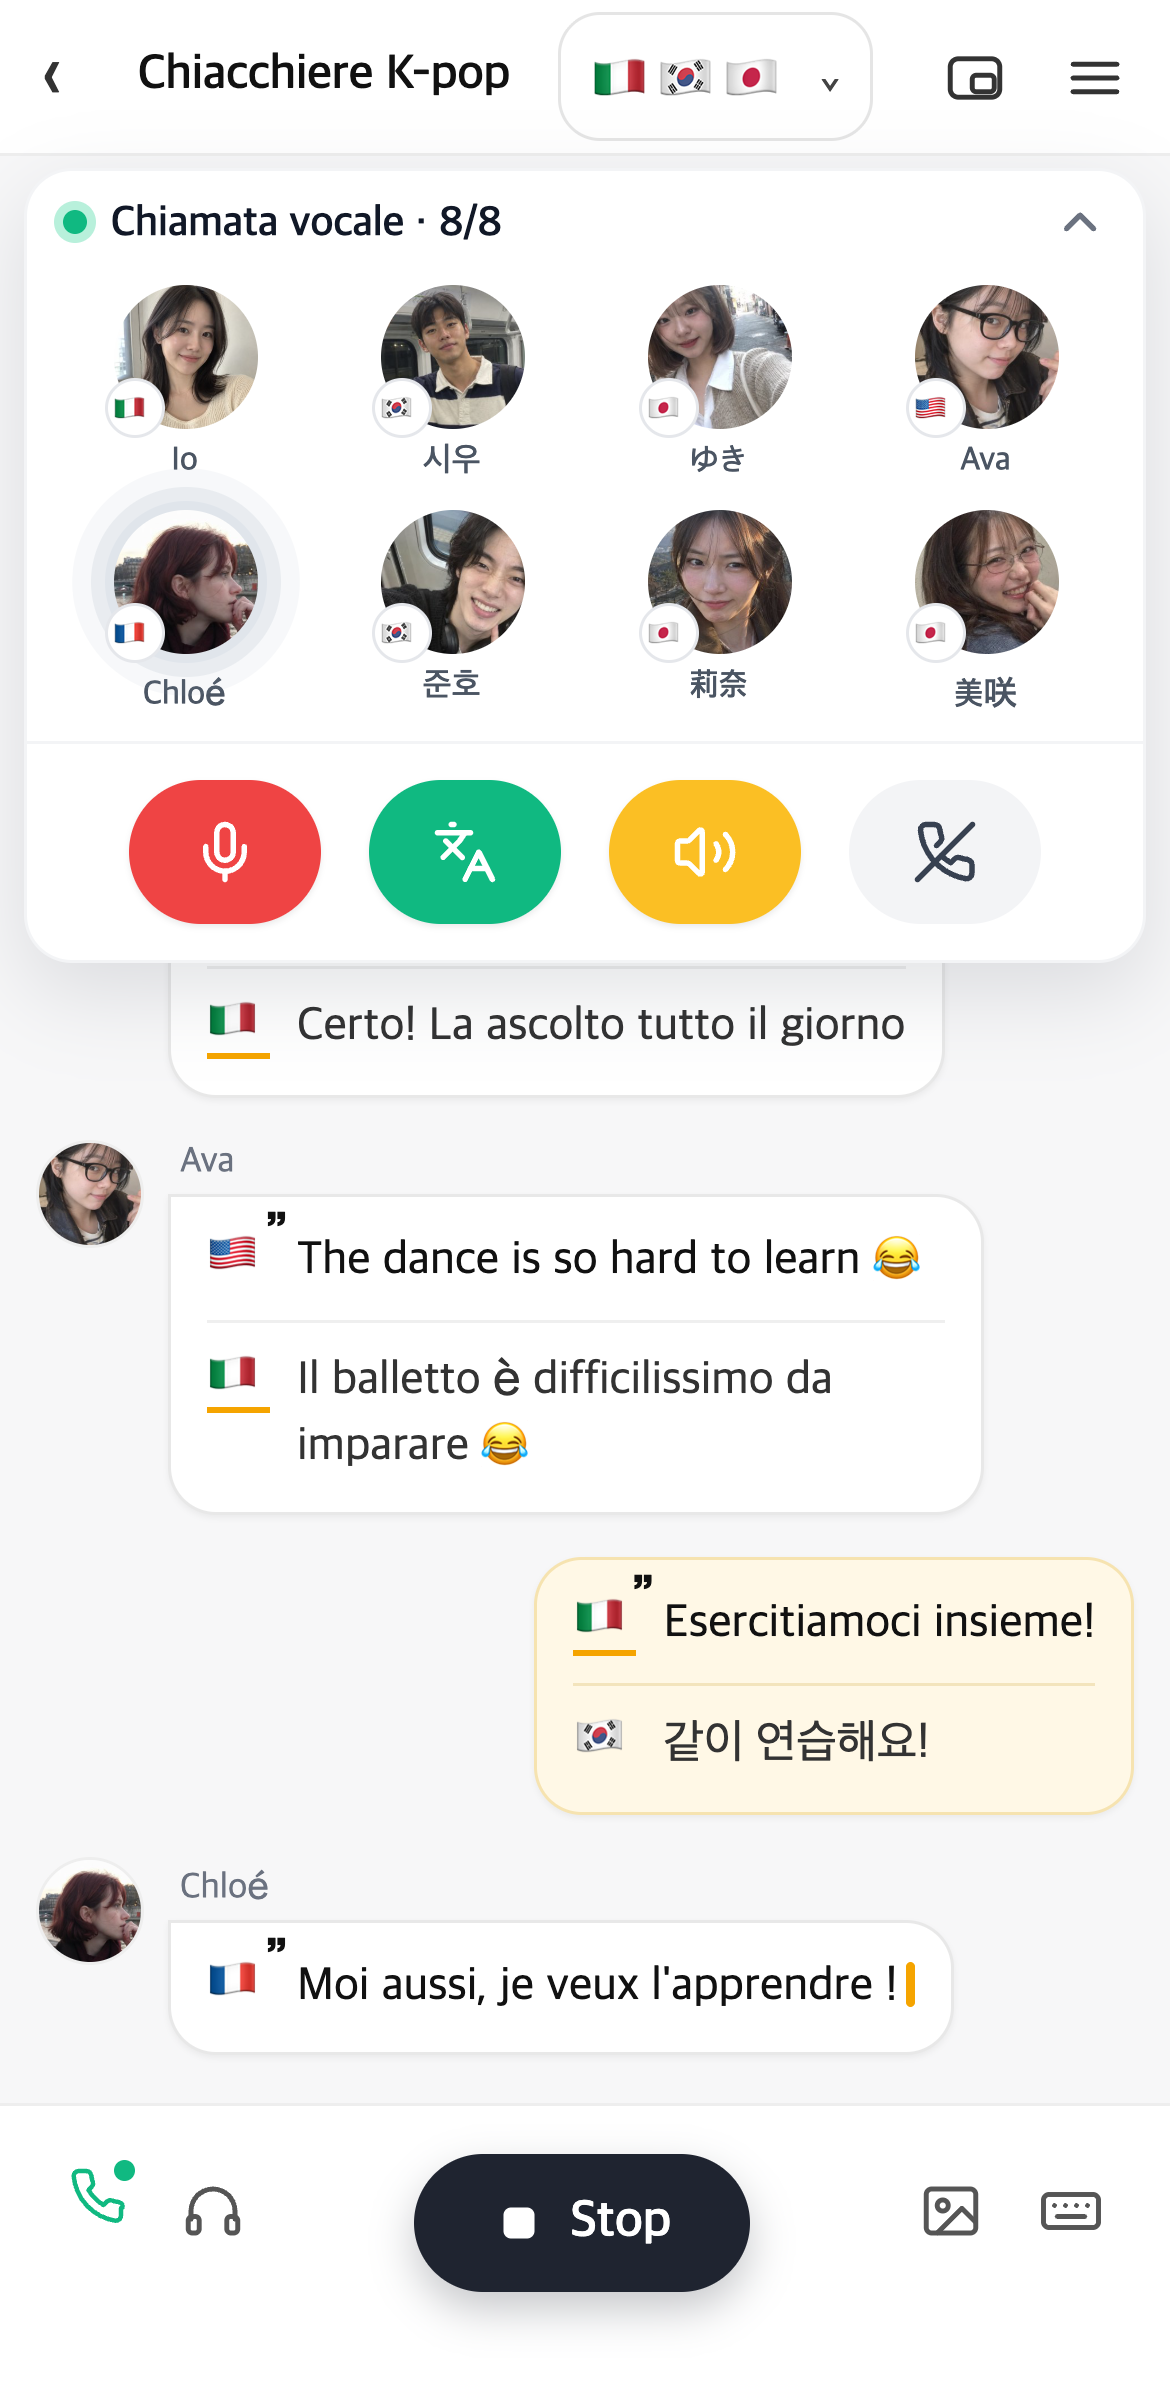 Chiacchiere K-pop
Chiamata vocale · 8/8
Io
시우
ゆき
Ava
Chloé
준호
莉奈
美咲
Certo! La ascolto tutto il giorno
Ava
The dance is so hard to learn 😂
Il balletto è difficilissimo da
imparare 😂
Esercitiamoci insieme!
같이 연습해요!
Chloé
Moi aussi, je veux l'apprendre !
Stop